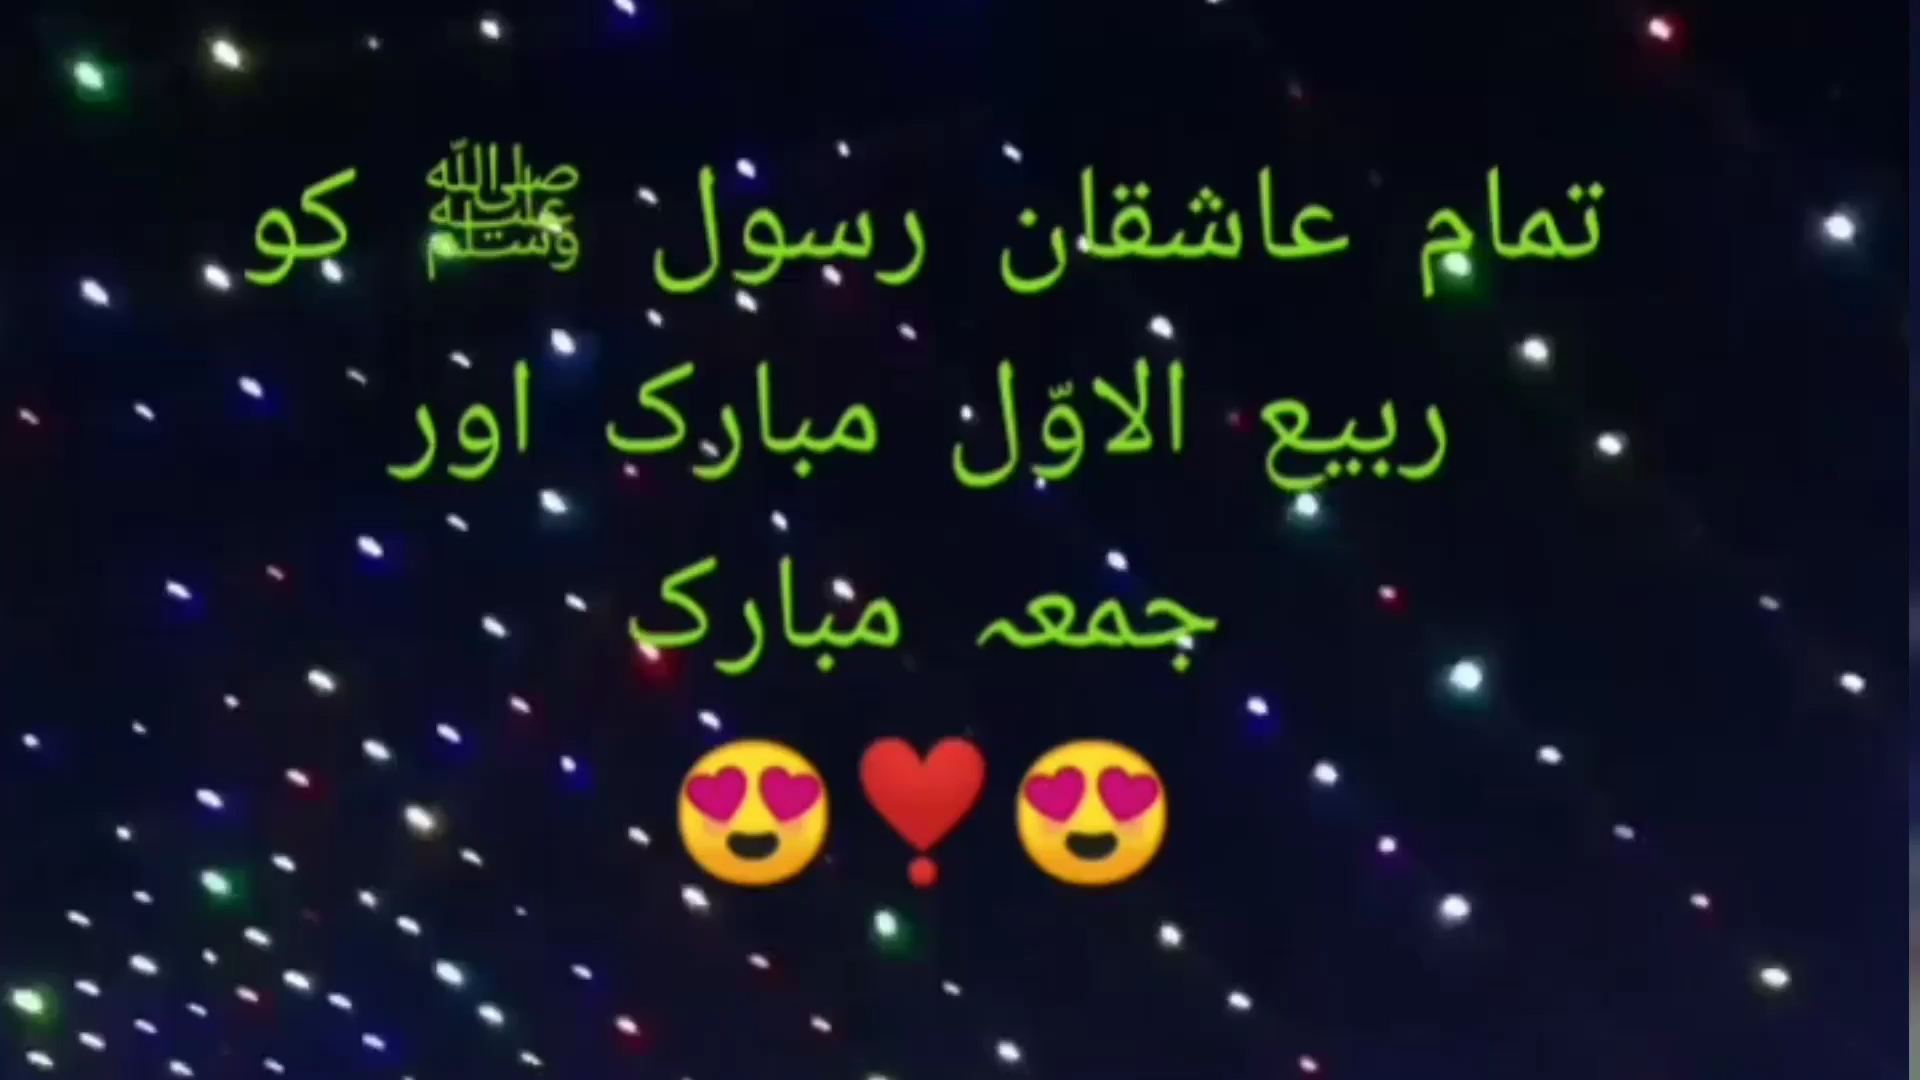 تمام عاشقان رسول ﷺ کو
ربیع الاوّل مبارک اور
جمعہ مبارک
😍❣️😍